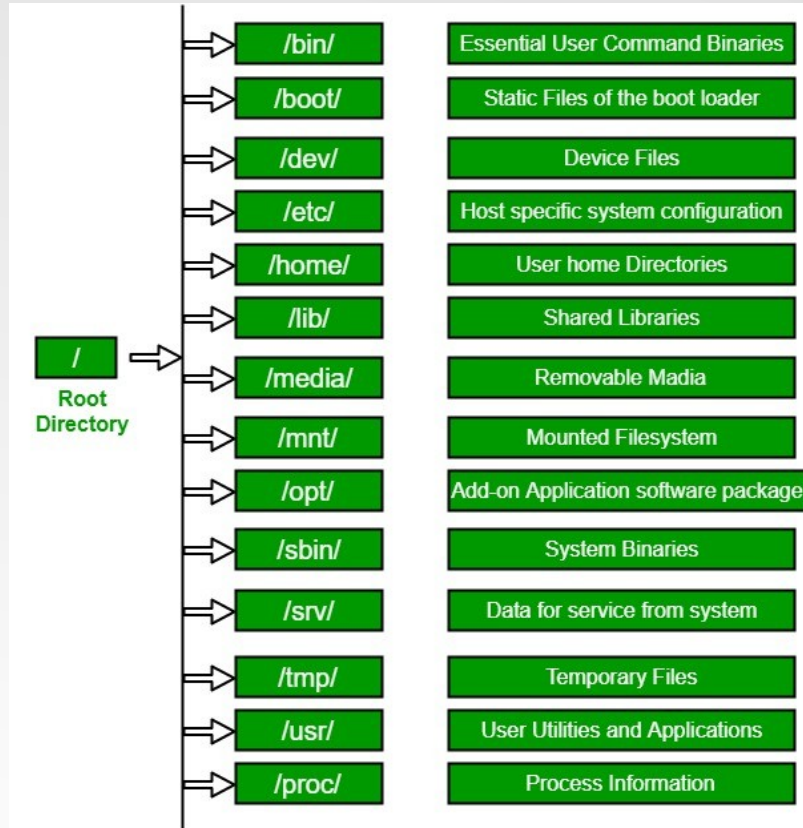 /bin/ Essential User Command Binaries
/boot/ Static Files of the boot loader
/dev/ Device Files
/etc/ Host specific system configuration
/home/ User home Directories
/lib/ Shared Libraries
/
Root
Directory
/media/ Removable Madia
/mnt/ Mounted Filesystem
/opt/ Add-on Application software package
/sbin/ System Binaries
/srv/ Data for service from system
/tmp/ Temporary Files
/usr/ User Utilities and Applications
/proc/ Process Information